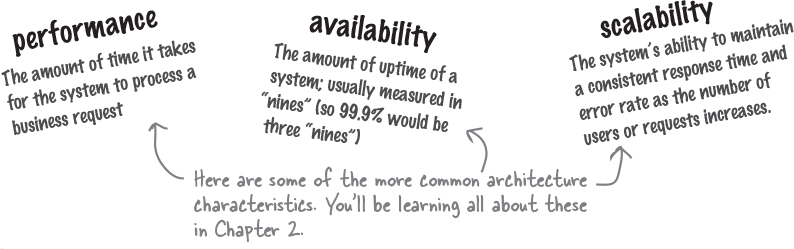 performance
The amount of time it takes
for the system to process a
business request
availability
The amount of uptime of a
system; usually measured in
“nines” (so 99.9% would be
three “nines”)
scalability
The system’s ability to maintain
a consistent response time and
error rate as the number of
users or requests increases.
Here are some of the more common architecture
characteristics. You’ll be learning all about these
in Chapter 2.